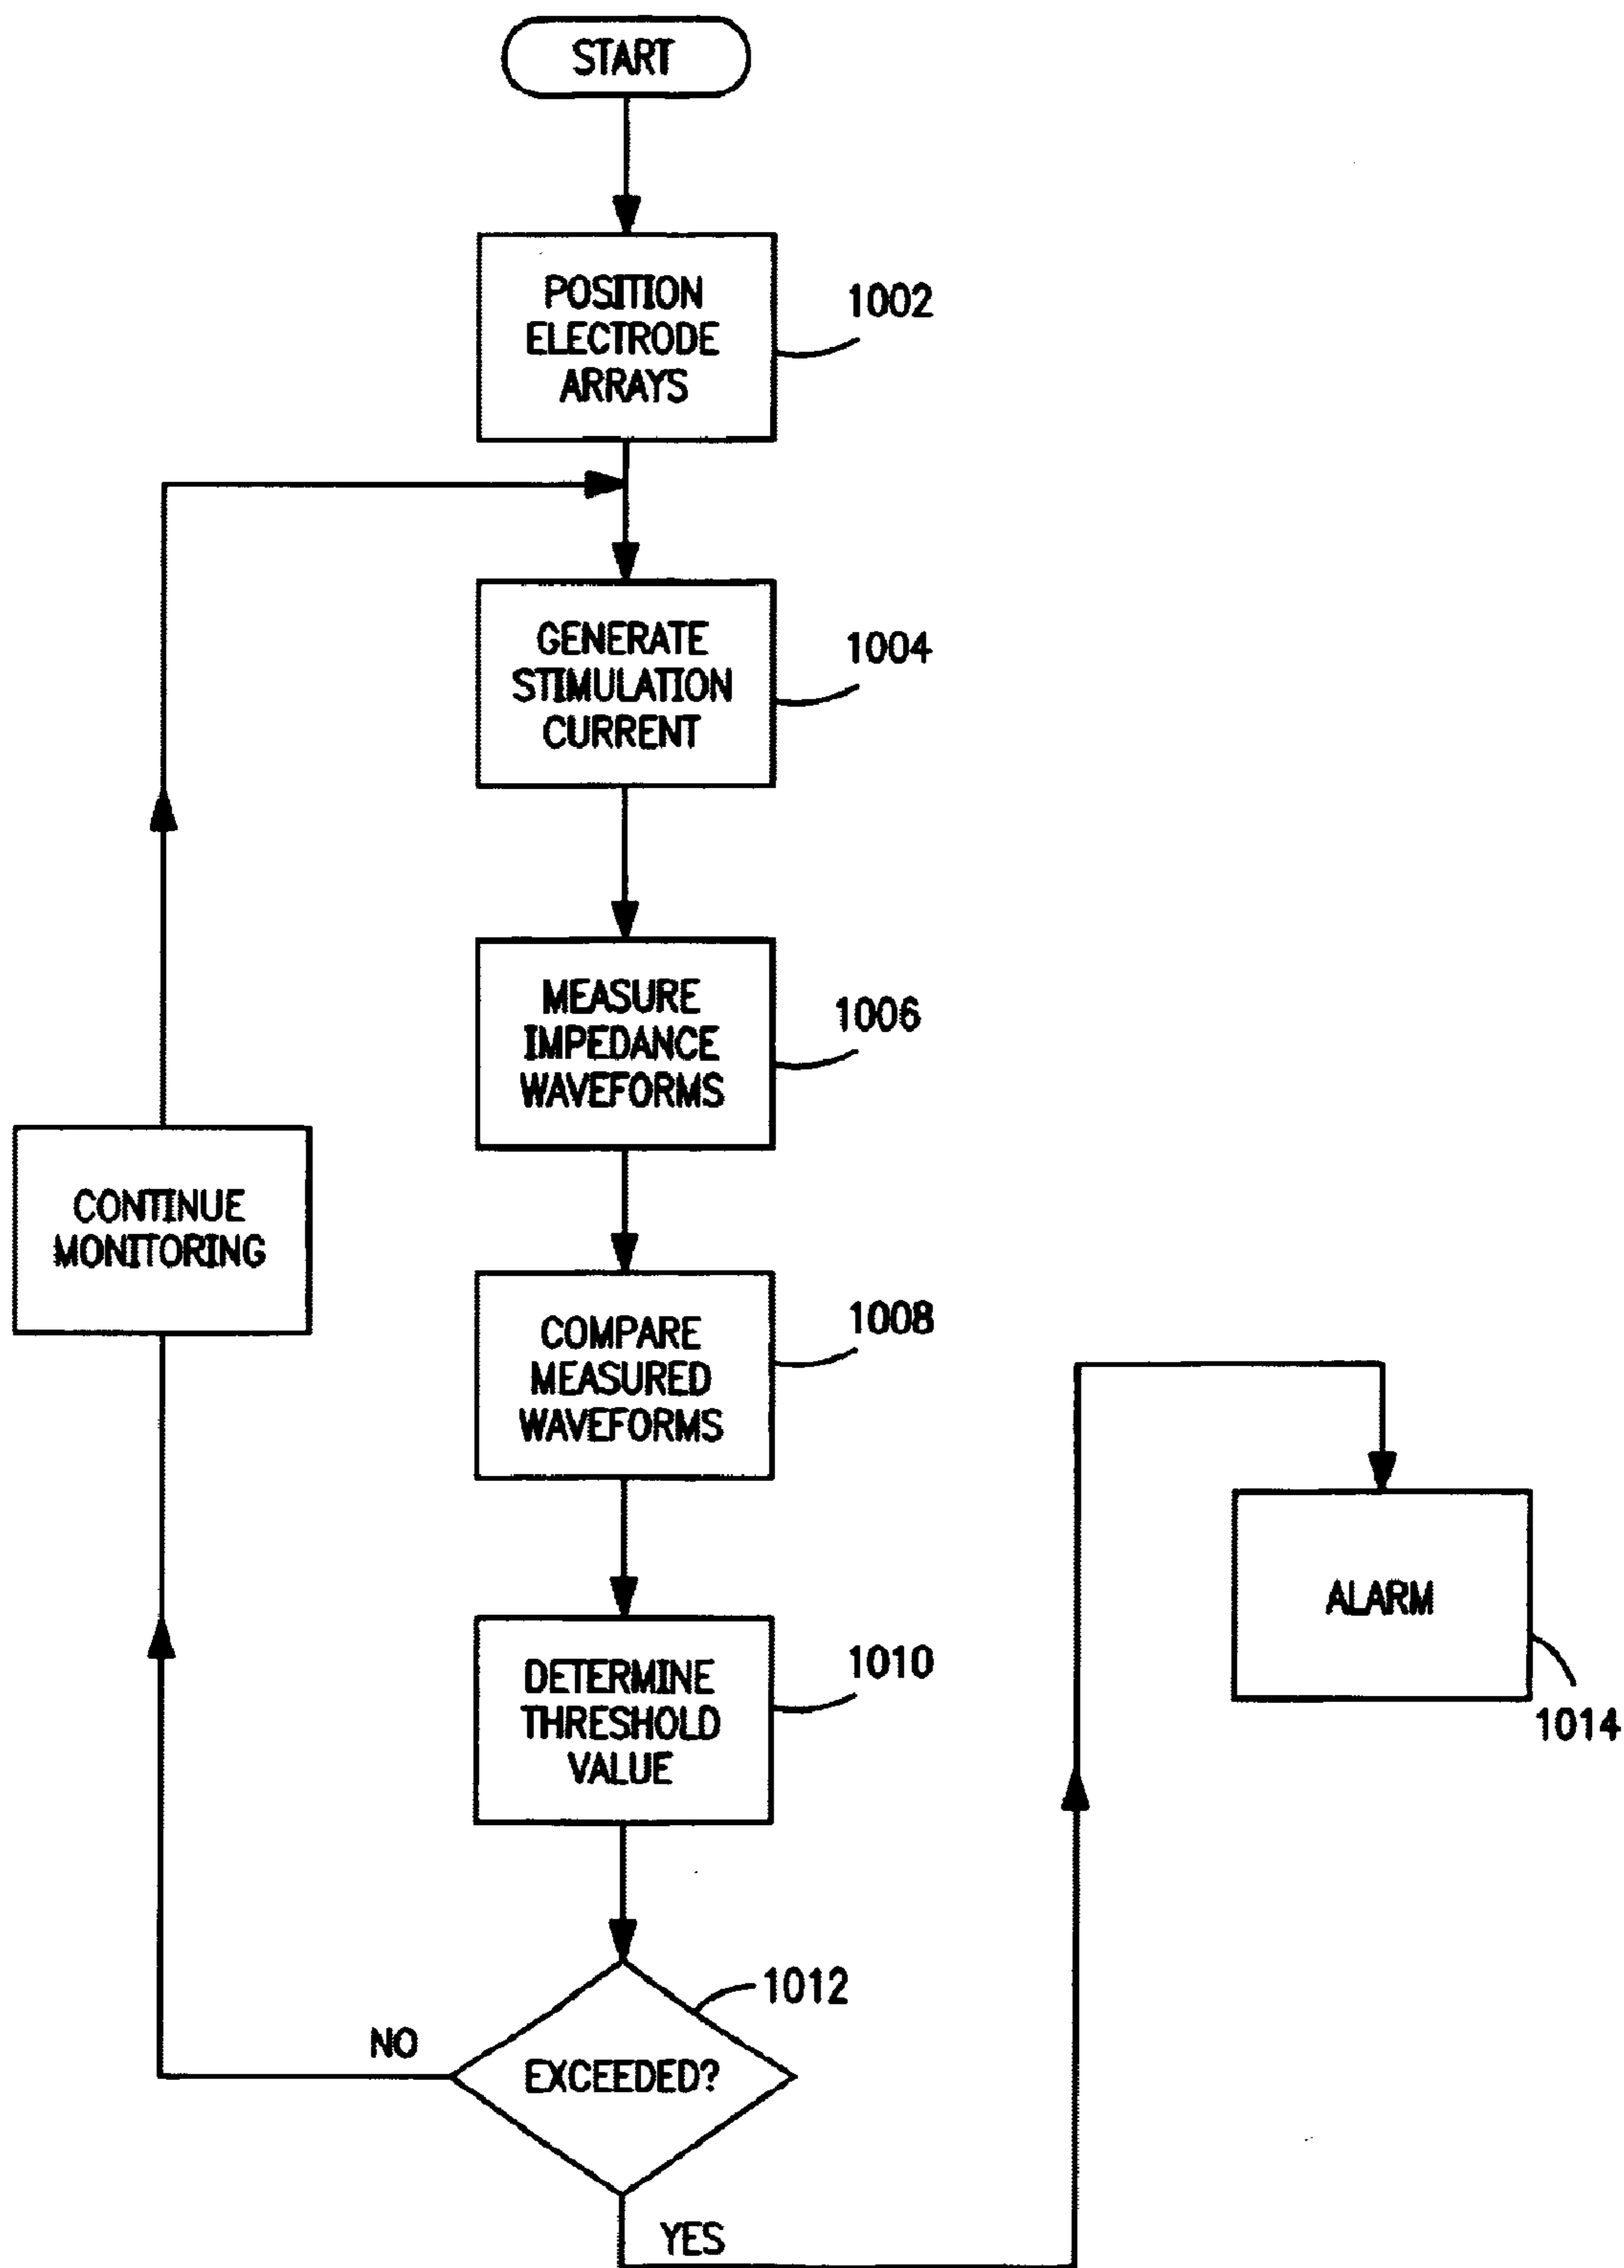 START
POSITION
ELECTRODE
ARRAYS
1002
GENERATE
STIMULATION
CURRENT
1004
MEASURE
IMPEDANCE
WAVEFORMS
1006
CONTINUE
MONITORING
COMPARE
MEASURED
WAVEFORMS
1008
DETERMINE
THRESHOLD
VALUE
1010
ALARM
1014
EXCEEDED?
1012
NO
YES